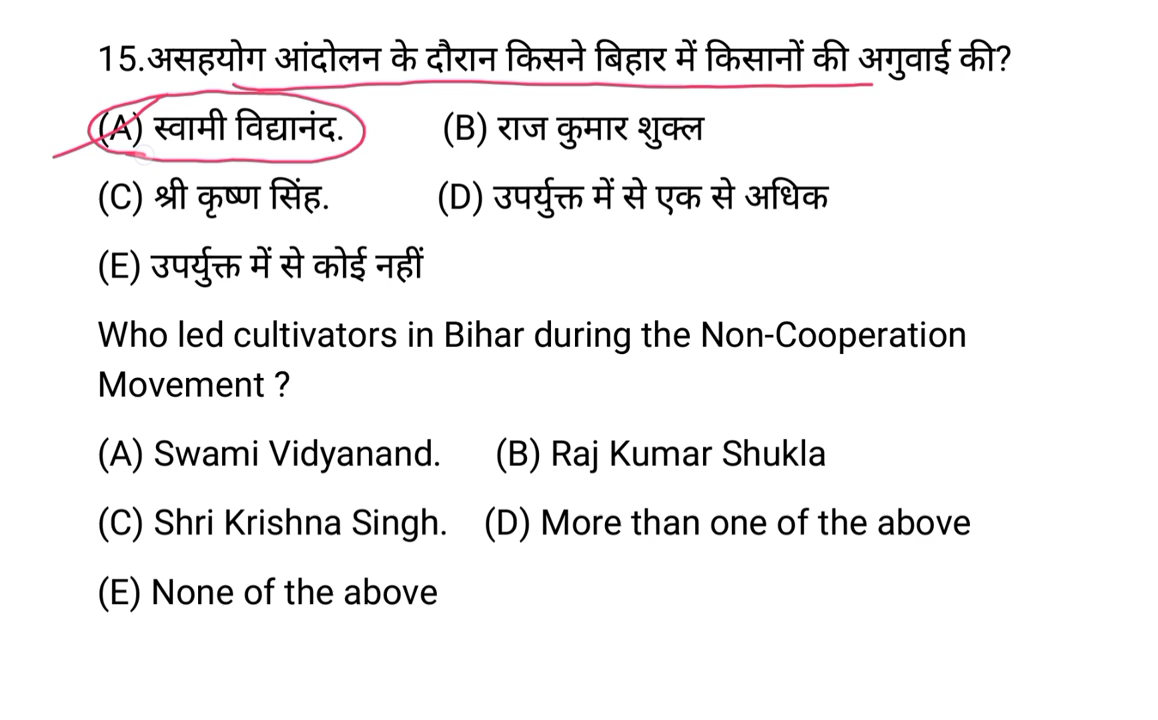 15.असहयोग आंदोलन के दौरान किसने बिहार में किसानों की अगुवाई की?
(A) स्वामी विद्यानंद. (B) राज कुमार शुक्ल
(C) श्री कृष्ण सिंह. (D) उपर्युक्त में से एक से अधिक
(E) उपर्युक्त में से कोई नहीं
Who led cultivators in Bihar during the Non-Cooperation
Movement ?
(A) Swami Vidyanand. (B) Raj Kumar Shukla
(C) Shri Krishna Singh. (D) More than one of the above
(E) None of the above